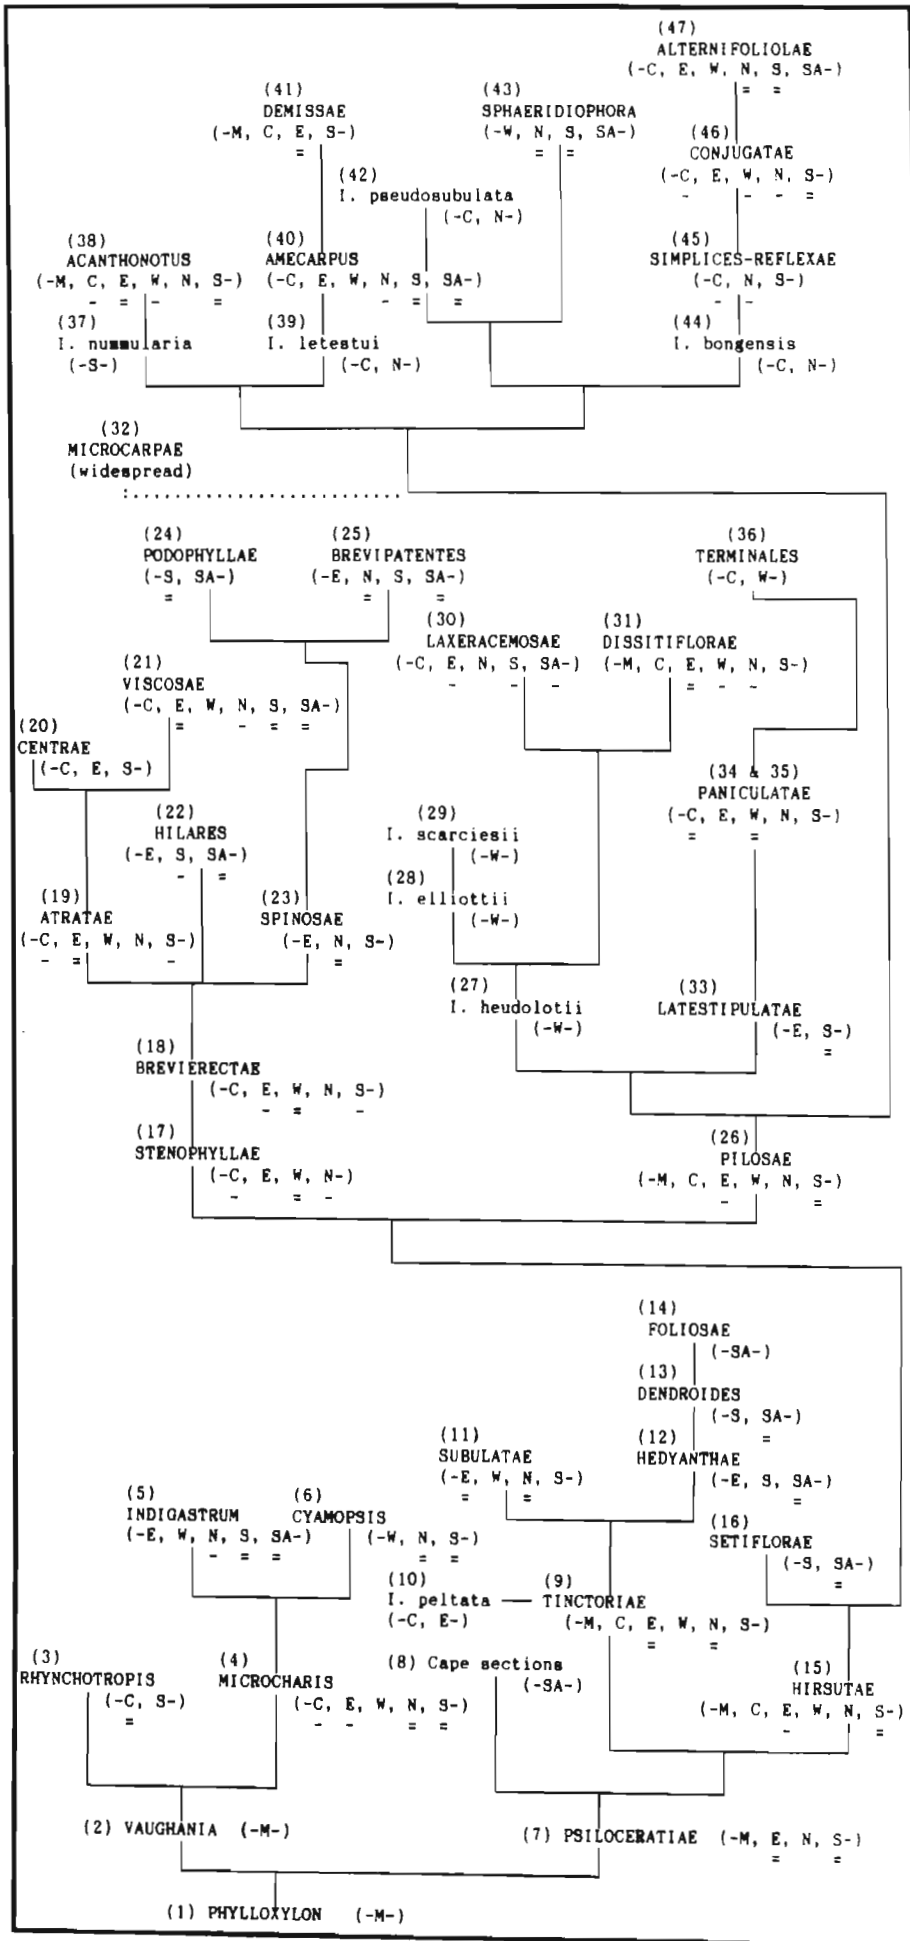 (47)
ALTERNIFOLIOLAE
(-C, E, W, N, S, SA-)
= =
(41)
DEMISSAE
(-M, C, E, S-)
=
(43)
SPHAERIDIOPHORA
(-W, N, S, SA-)
= =
(46)
CONJUGATAE
(-C, E, W, N, S-)
- - - =
(42)
I. pseudosubulata
(-C, N-)
(38)
ACANTHONOTUS
(-M, C, E, W, N, S-)
- = - =
(40)
AMECARPUS
(-C, E, W, N, S, SA-)
- = =
(45)
SIMPLICES-REFLEXAE
(-C, N, S-)
- -
(37)
I. nummularia
(-S-)
(39)
I. letestui
(-C, N-)
(44)
I. bongensis
(-C, N-)
(32)
MICROCARPAE
(widespread)
(24)
PODOPHYLLAE
(-S, SA-)
=
(25)
BREVIPATENTES
(-E, N, S, SA-)
= =
(36)
TERMINALES
(-C, W-)
(30)
LAXERACEMOSAE
(-C, E, N, S, SA-)
- - -
(31)
DISSITIFLORAE
(-M, C, E, W, N, S-)
= - -
(21)
VISCOSAE
(-C, E, W, N, S, SA-)
= - = =
(20)
CENTRAE
(-C, E, S-)
(34 & 35)
PANICULATAE
(-C, E, W, N, S-)
= =
(22)
HILARES
(-E, S, SA-)
- =
(29)
I. scarciesii
(-W-)
(28)
I. elliottii
(-W-)
(19)
ATRATAE
(-C, E, W, N, S-)
- = -
(23)
SPINOSAE
(-E, N, S-)
=
(27)
I. heudolotii
(-W-)
(33)
LATESTIPULATAE
(-E, S-)
=
(18)
BREVIERECTAE
(-C, E, W, N, S-)
- = -
(17)
STENOPHYLLAE
(-C, E, W, N-)
- = -
(26)
PILOSAE
(-M, C, E, W, N, S-)
- =
(14)
FOLIOSAE
(-SA-)
(13)
DENDROIDES
(-S, SA-)
=
(11)
SUBULATAE
(-E, W, N, S-)
= =
(12)
HEDYANTHAE
(-E, S, SA-)
=
(5)
INDIGASTRUM
(-E, W, N, S, SA-)
- = =
(6)
CYAMOPSIS
(-W, N, S-)
= =
(16)
SETIFLORAE
(-S, SA-)
=
(10)
I. peltata
(-C, E-)
(9)
TINCTORIAE
(-M, C, E, W, N, S-)
= =
(3)
RHYNCHOTROPIS
(-C, S-)
=
(4)
MICROCHARIS
(-C, E, W, N, S-)
- - = =
(8) Cape sections
(-SA-)
(15)
HIRSUTAE
(-M, C, E, W, N, S-)
- =
(2) VAUGHANIA (-M-)
(7) PSILOCERATIAE (-M, E, N, S-)
= =
(1) PHYLLOXYLON (-M-)